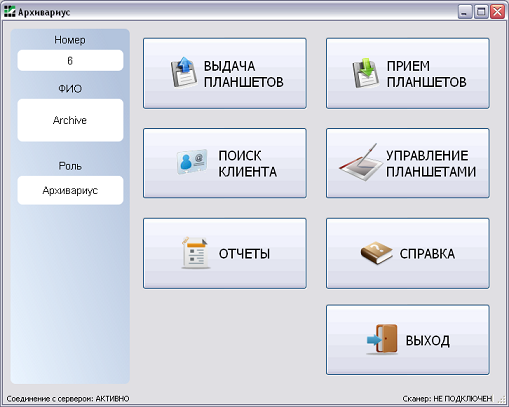 Архивариус
Номер
6
ФИО
Archive
Роль
Архивариус
ВЫДАЧА
ПЛАНШЕТОВ
ПРИЕМ
ПЛАНШЕТОВ
ПОИСК
КЛИЕНТА
УПРАВЛЕНИЕ
ПЛАНШЕТАМИ
ОТЧЕТЫ
СПРАВКА
ВЫХОД
Соединение с сервером: АКТИВНО
Сканер: НЕ ПОДКЛЮЧЕН